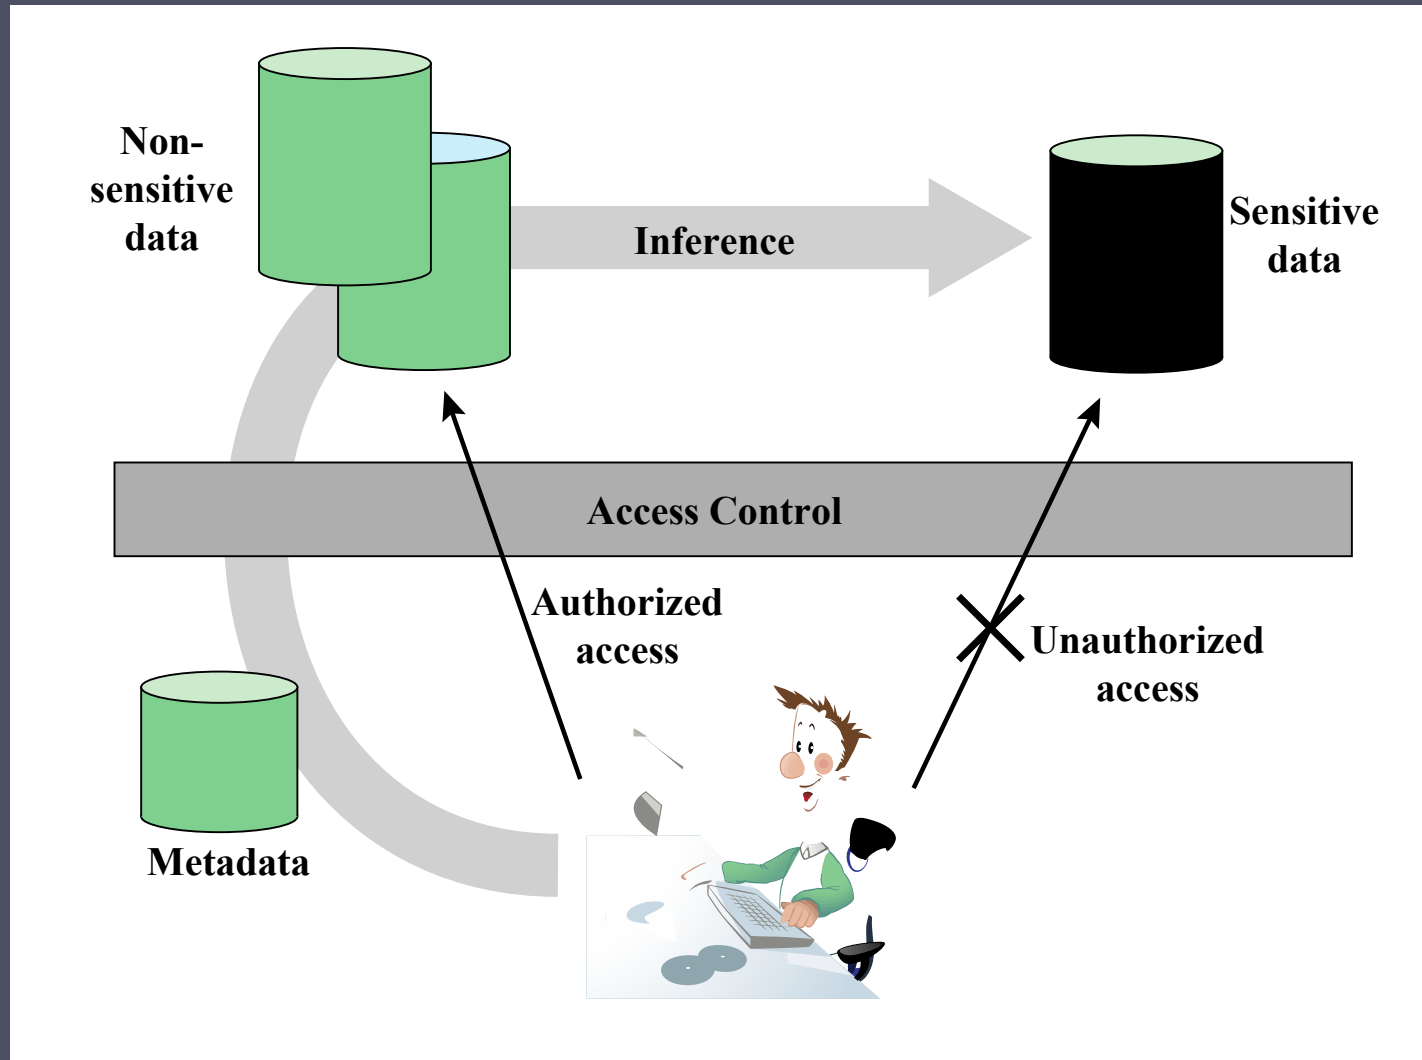 Non-
sensitive
data
Inference
Sensitive
data
Access Control
Authorized
access
Unauthorized
access
Metadata